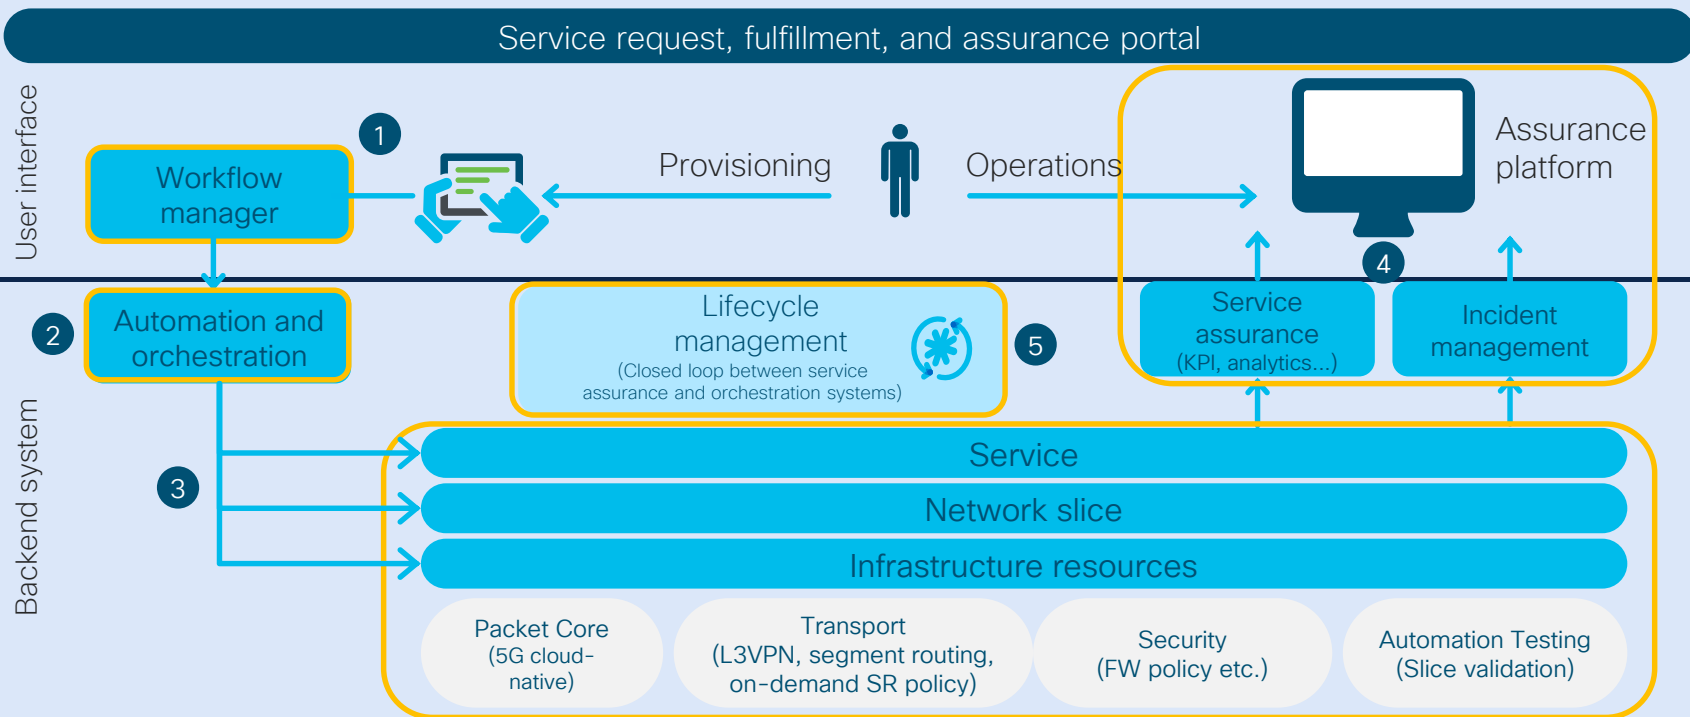 Service request, fulfillment, and assurance portal
User interface
1
Workflow
manager
Provisioning
Operations
Assurance
platform
4
2
Automation and
orchestration
Lifecycle
management
(Closed loop between service
assurance and orchestration systems)
5
Service
assurance
(KPI, analytics...)
Incident
management
Backend system
3
Service
Network slice
Infrastructure resources
Packet Core
(5G cloud-
native)
Transport
(L3VPN, segment routing,
on-demand SR policy)
Security
(FW policy etc.)
Automation Testing
(Slice validation)